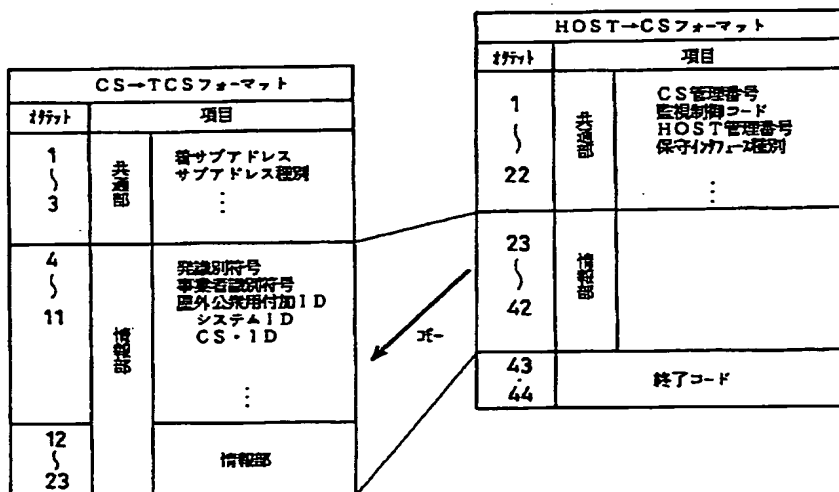 CS→TCSフォーマット
オクテット
項目
1
〜
3
共通部
着サブアドレス
サブアドレス種別
⋮
4
〜
11
情報部
発識別符号
事業者識別符号
屋外公衆用付加ID
システムID
CS・ID
⋮
12
〜
23
情報部
コピー
HOST→CSフォーマット
オクテット
項目
1
〜
22
共通部
CS管理番号
監視制御コード
HOST管理番号
保守インタフェース種別
⋮
23
〜
42
情報部
43
・
44
終了コード